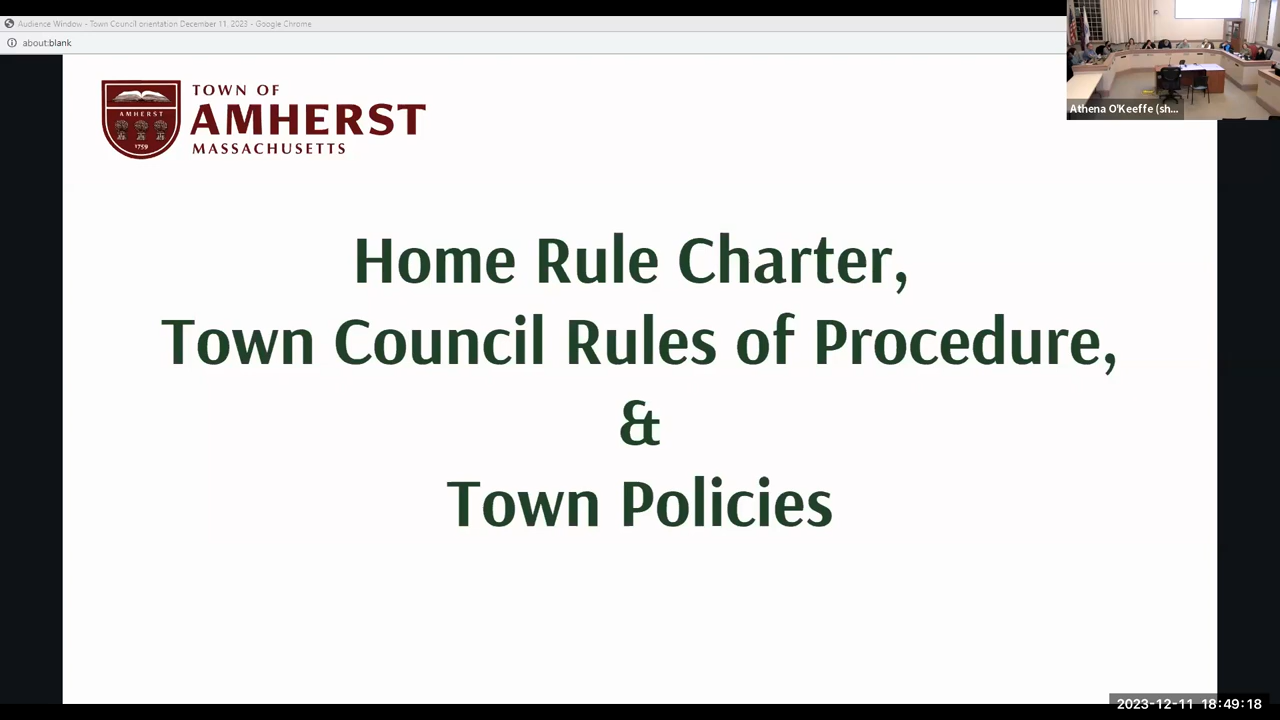 Audience Window - Town Council orientation December 11, 2023 - Google Chrome
about:blank
Athena O'Keeffe (sh...
TOWN OF
AMHERST
MASSACHUSETTS
AMHERST
1759
Home Rule Charter,
Town Council Rules of Procedure,
&
Town Policies
2023-12-11 18:49:18